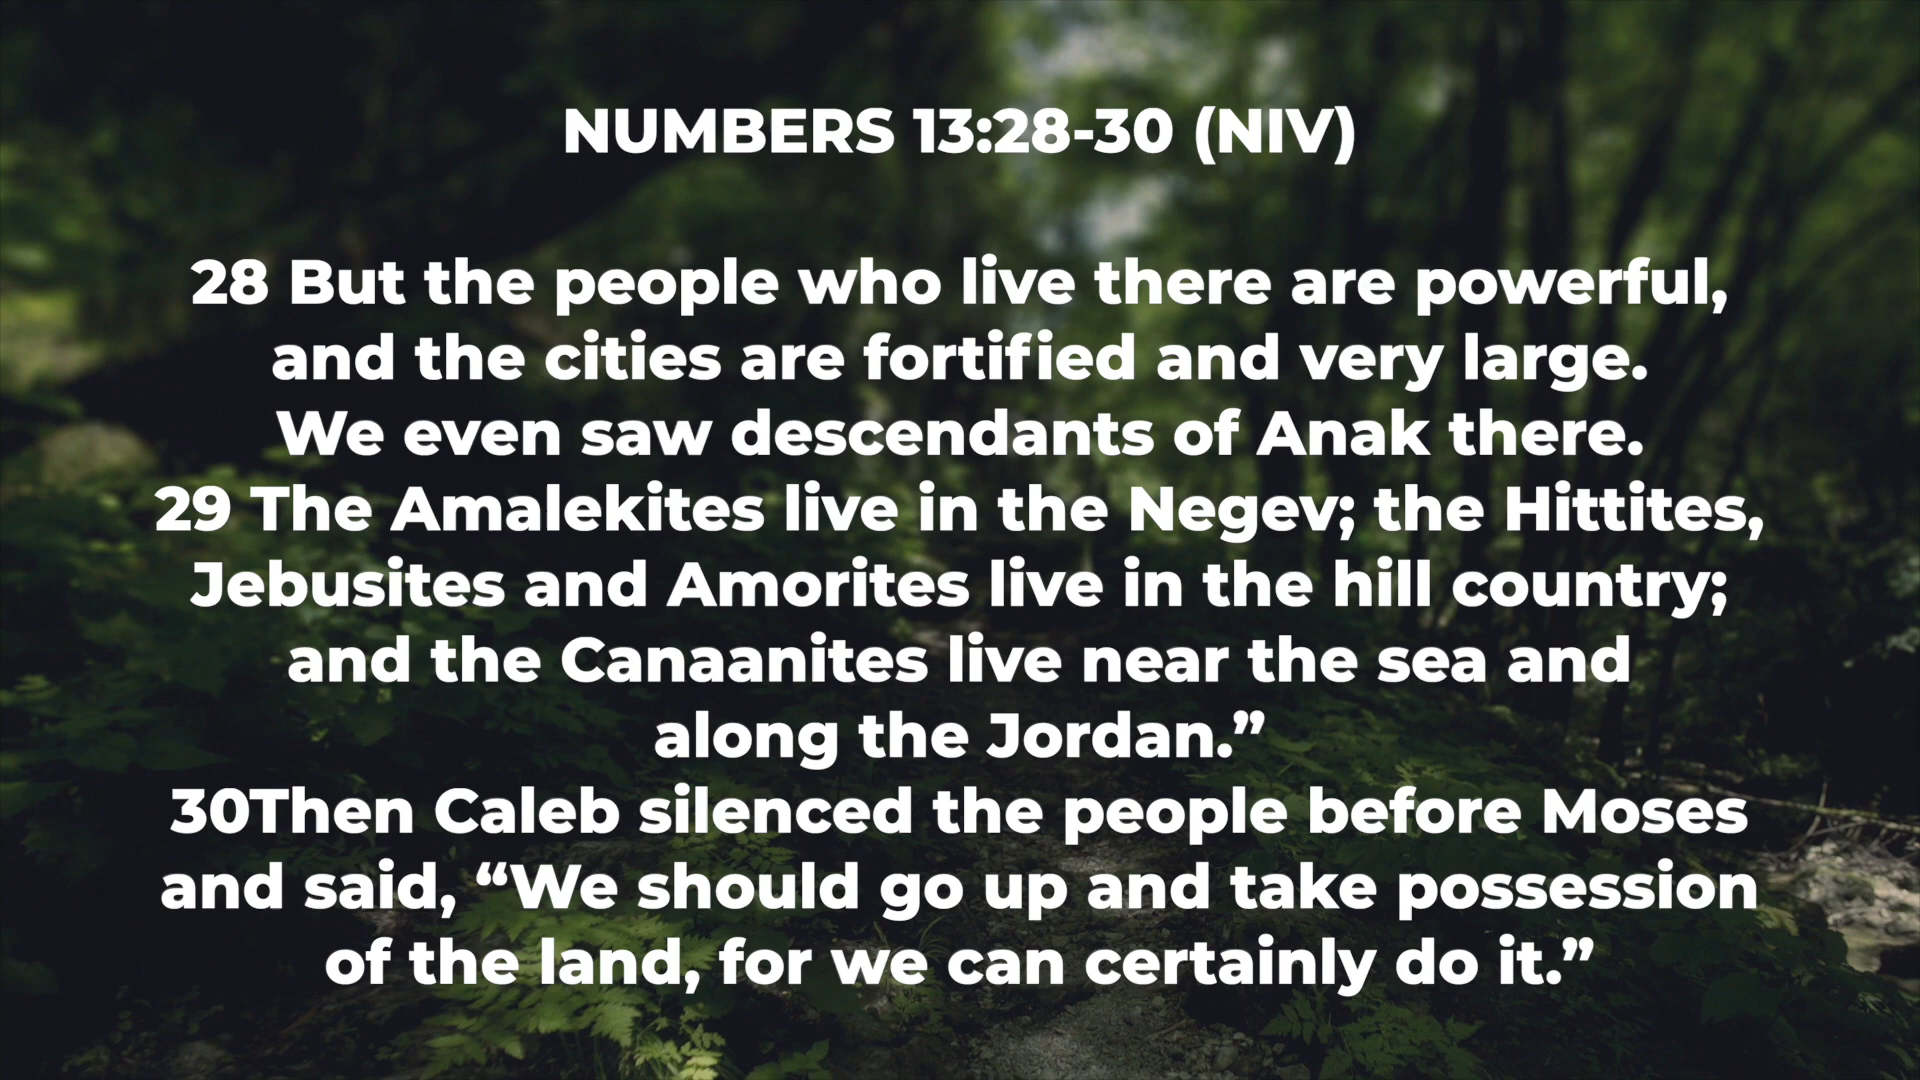 NUMBERS 13:28-30 (NIV)
28 But the people who live there are powerful,
and the cities are fortified and very large.
We even saw descendants of Anak there.
29 The Amalekites live in the Negev; the Hittites,
Jebusites and Amorites live in the hill country;
and the Canaanites live near the sea and
along the Jordan.”
30Then Caleb silenced the people before Moses
and said, “We should go up and take possession
of the land, for we can certainly do it.”